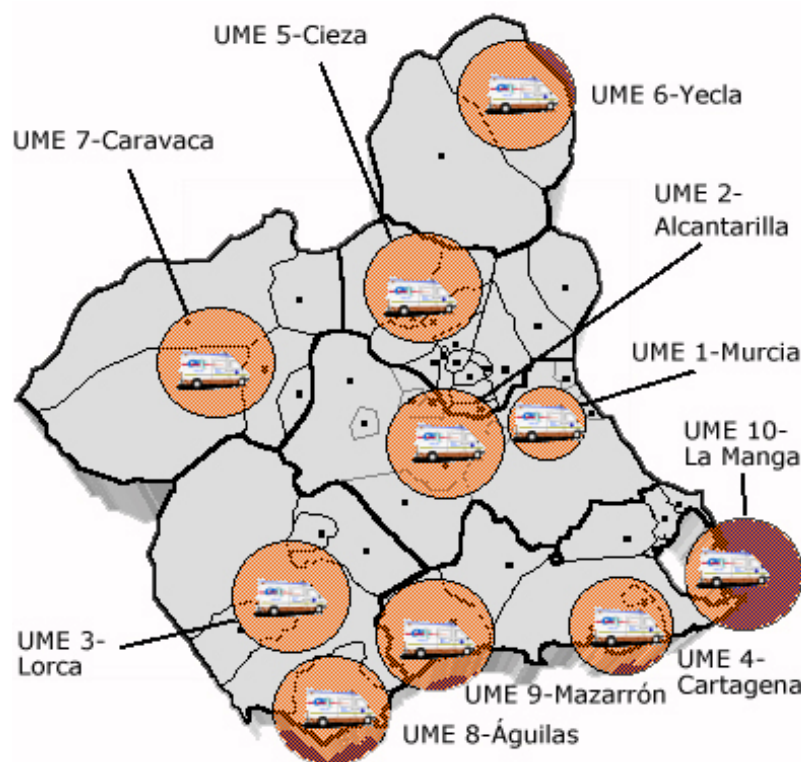 UME 5-Cieza
UME 6-Yecla
UME 7-Caravaca
UME 2-
Alcantarilla
UME 1-Murcia
UME 10-
La Manga
UME 3-
Lorca
UME 4-
Cartagena
UME 9-Mazarrón
UME 8-Águilas